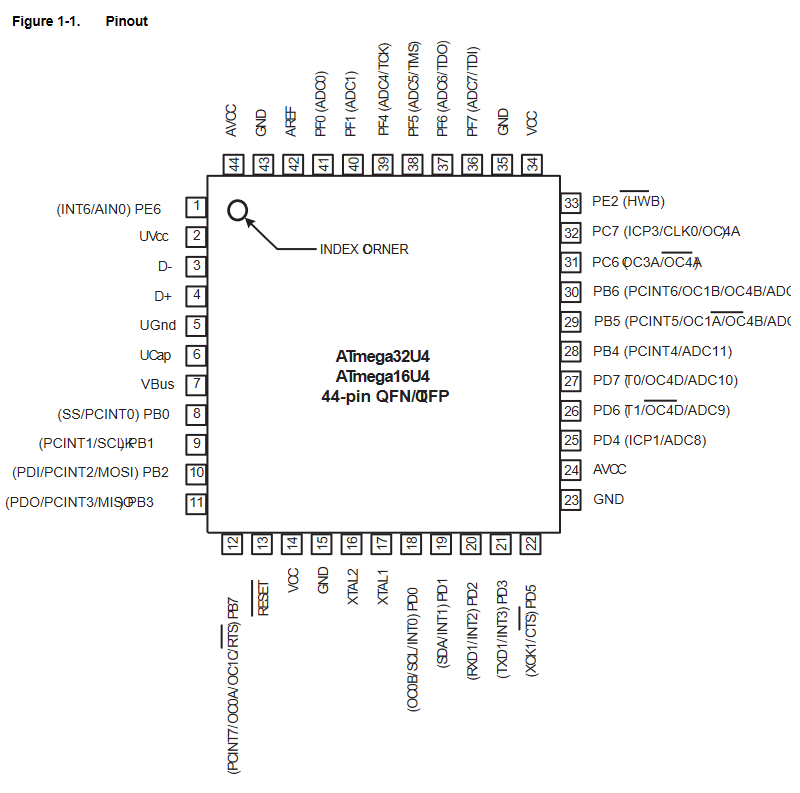 Figure 1-1. Pinout
AVCC
GND
AREF
PF0 (ADC0)
PF1 (ADC1)
PF4 (ADC4/TCK)
PF5 (ADC5/TMS)
PF6 (ADC6/TDO)
PF7 (ADC7/TDI)
GND
VCC
44 43 42 41 40 39 38 37 36 35 34
(INT6/AIN0) PE6 1
UVcc 2
D- 3
D+ 4
UGnd 5
UCap 6
VBus 7
(SS/PCINT0) PB0 8
(PCINT1/SCLK) PB1 9
(PDI/PCINT2/MOSI) PB2 10
(PDO/PCINT3/MISO) PB3 11
INDEX CORNER
ATmega32U4
ATmega16U4
44-pin QFN/TQFP
33 PE2 (HWB)
32 PC7 (ICP3/CLK0/OC4A)
31 PC6 (OC3A/OC4A)
30 PB6 (PCINT6/OC1B/OC4B/ADC
29 PB5 (PCINT5/OC1A/OC4B/ADC
28 PB4 (PCINT4/ADC11)
27 PD7 (T0/OC4D/ADC10)
26 PD6 (T1/OC4D/ADC9)
25 PD4 (ICP1/ADC8)
24 AVCC
23 GND
12 13 14 15 16 17 18 19 20 21 22
(PCINT7/OC0A/OC1C/RTS) PB7
RESET
VCC
GND
XTAL2
XTAL1
(OC0B/SCL/INT0) PD0
(SDA/INT1) PD1
(RXD1/INT2) PD2
(TXD1/INT3) PD3
(XCK1/CTS) PD5